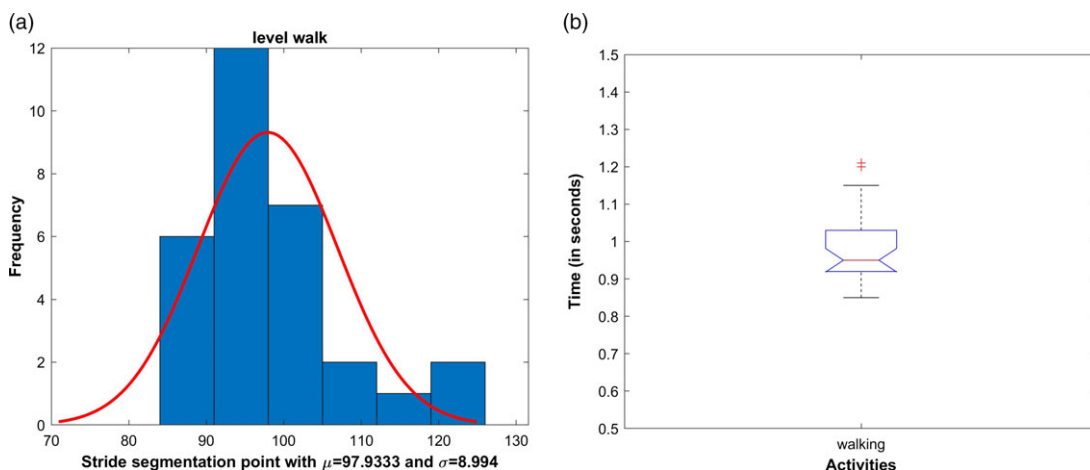 (a)
level walk
12
10
8
6
4
2
0
70 80 90 100 110 120 130
Frequency
Stride segmentation point with μ=97.9333 and σ=8.994
(b)
1.5
1.4
1.3
1.2
1.1
1
0.9
0.8
0.7
0.6
0.5
Time (in seconds)
walking
Activities